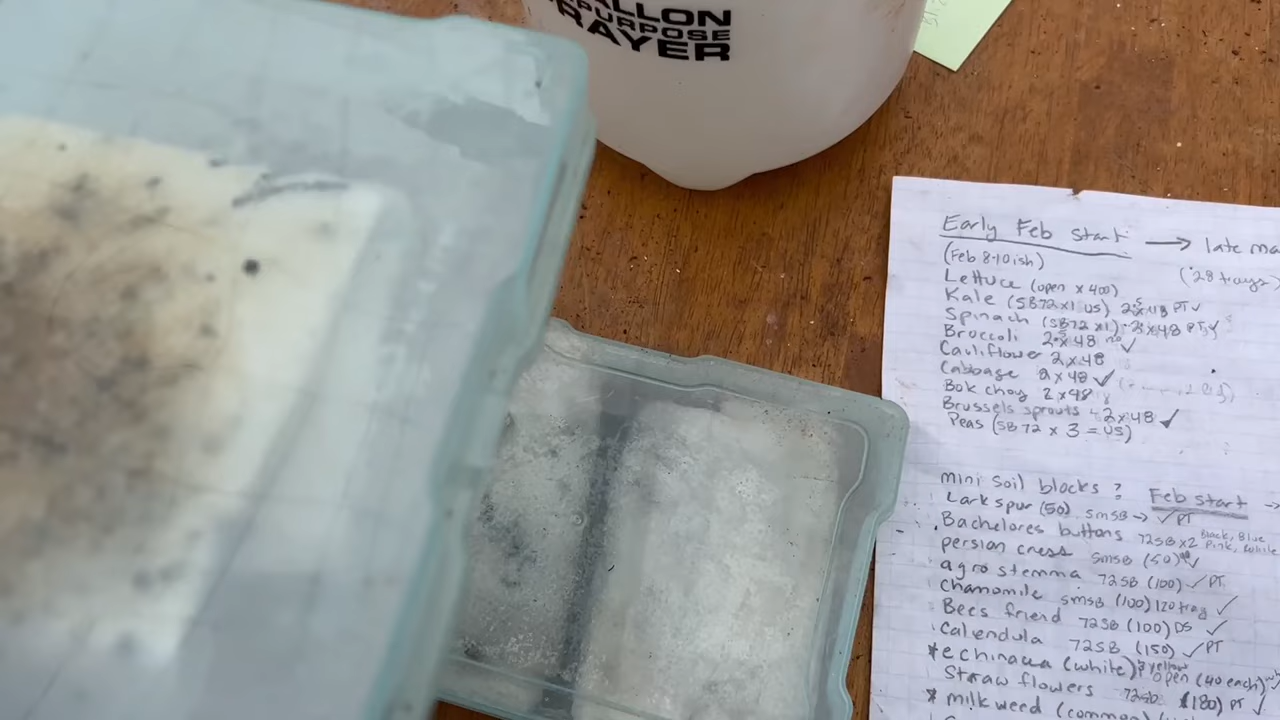 ALLON
PURPOSE
RAYER
Early Feb start → late ma
(Feb 8-10ish)
('28 trays)
Lettuce (open x 400)
Kale (SB72x1 us) 2x48 PT ✓
Spinach (SB72 x1) 3x48 PT ✓
Broccoli 2x48 ✓
Cauliflower 2x48
Cabbage 2x48 ✓
Bok choy 2x48
Brussels sprouts 2x48 ✓
Peas (SB72 x 3 = us)
mini soil blocks? Feb start →
Larkspur (50) smSB → ✓ PT
Bachelores buttons 72SB x2 Black, Blue
Pink, White
persian cress smSB (50) ✓
agrostemma 72SB (100) ✓ PT
Chamomile smSB (100) 120 tray ✓
Bees friend 72SB (100) DS ✓
Calendula 72SB (150) ✓ PT
* echinacea (white) ? yellow
open (40 each)
Straw flowers 72SB (180) PT ✓
* milkweed (common)